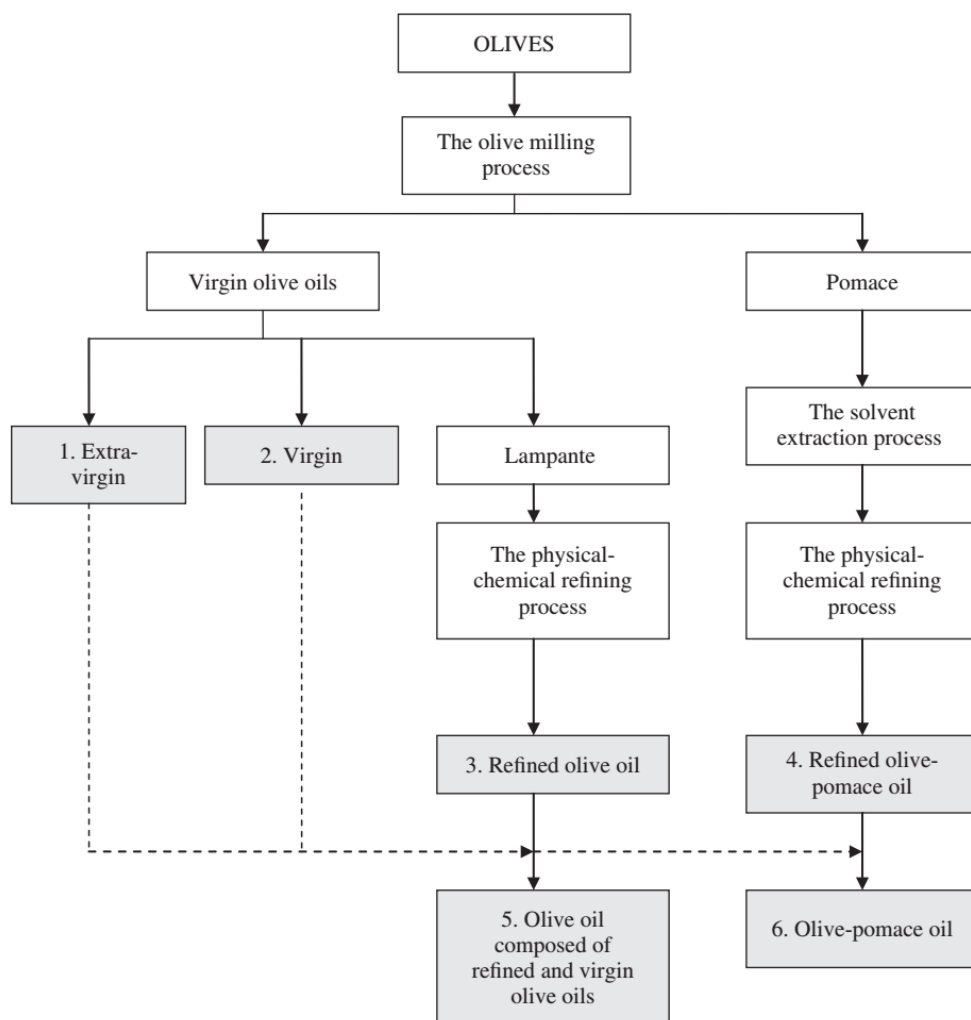 OLIVES
The olive milling
process
Virgin olive oils
Pomace
1. Extra-
virgin
2. Virgin
Lampante
The solvent
extraction process
The physical-
chemical refining
process
The physical-
chemical refining
process
3. Refined olive oil
4. Refined olive-
pomace oil
5. Olive oil
composed of
refined and virgin
olive oils
6. Olive-pomace oil